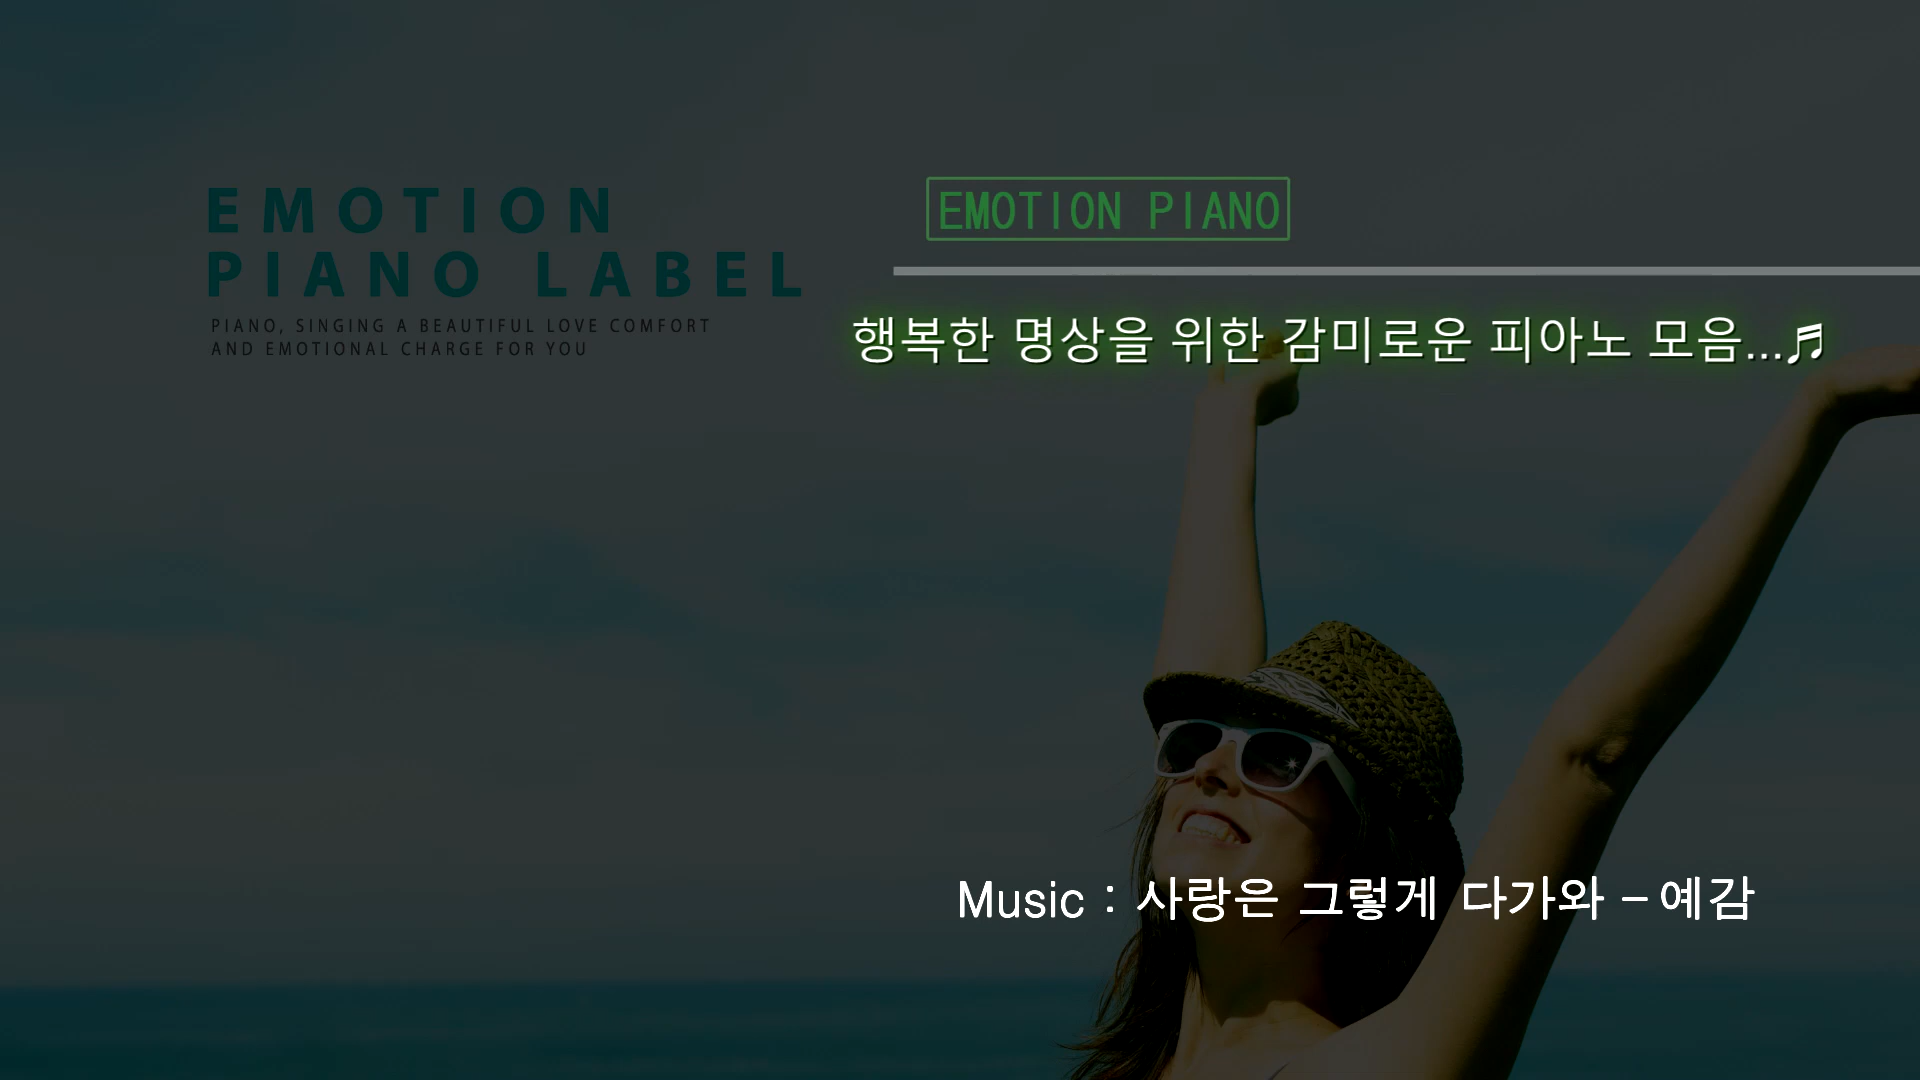 EMOTION
PIANO LABEL
PIANO, SINGING A BEAUTIFUL LOVE COMFORT
AND EMOTIONAL CHARGE FOR YOU
EMOTION PIANO
행복한 명상을 위한 감미로운 피아노 모음...♬
Music : 사랑은 그렇게 다가와 – 예감